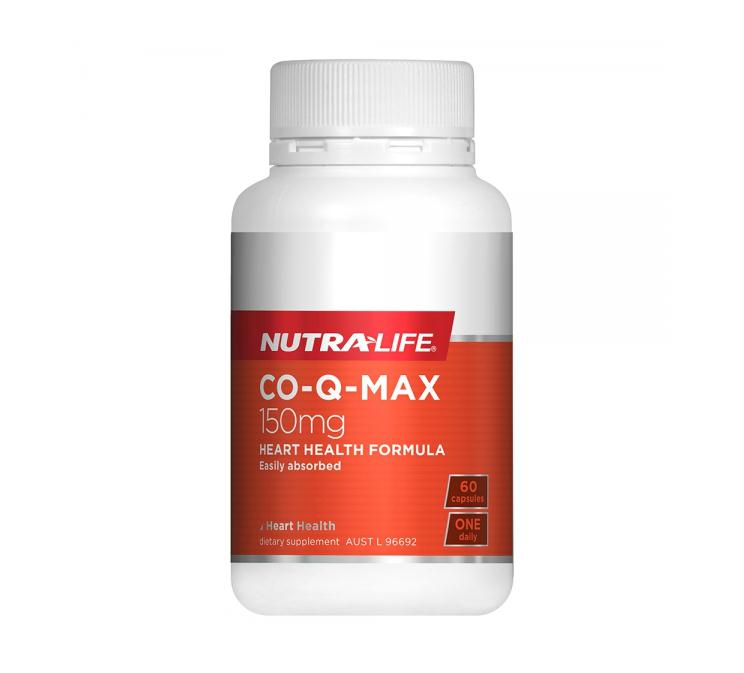 NUTRA-LIFE®
CO-Q-MAX
150mg
HEART HEALTH FORMULA
Easily absorbed
60
capsules
ONE
daily
Heart Health
dietary supplement AUST L 96692